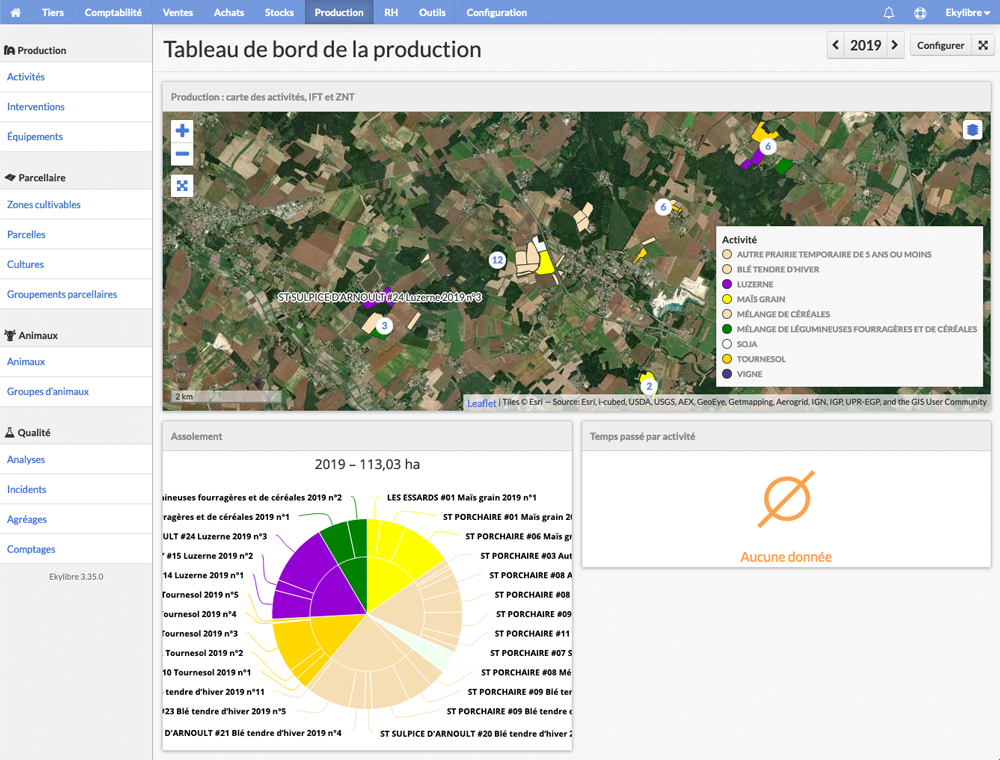 Tiers Comptabilité Ventes Achats Stocks Production RH Outils Configuration Ekylibre
Production
Activités
Interventions
Équipements
Parcellaire
Zones cultivables
Parcelles
Cultures
Groupements parcellaires
Animaux
Animaux
Groupes d'animaux
Qualité
Analyses
Incidents
Agréages
Comptages
Ekylibre 3.35.0
Tableau de bord de la production
2019
Configurer
Production : carte des activités, IFT et ZNT
6
6
12
ST SULPICE D'ARNOULT #24 Luzerne 2019 n°3
3
2
Activité
AUTRE PRAIRIE TEMPORAIRE DE 5 ANS OU MOINS
BLÉ TENDRE D'HIVER
LUZERNE
MAÏS GRAIN
MÉLANGE DE CÉRÉALES
MÉLANGE DE LÉGUMINEUSES FOURRAGÈRES ET DE CÉRÉALES
SOJA
TOURNESOL
VIGNE
2 km
Leaflet | Tiles © Esri — Source: Esri, i-cubed, USDA, USGS, AEX, GeoEye, Getmapping, Aerogrid, IGN, IGP, UPR-EGP, and the GIS User Community
Assolement
2019 – 113,03 ha
ineuses fourragères et de céréales 2019 n°2
ragères et de céréales 2019 n°1
ULT #24 Luzerne 2019 n°3
#15 Luzerne 2019 n°2
14 Luzerne 2019 n°1
Tournesol 2019 n°5
Tournesol 2019 n°4
Tournesol 2019 n°3
Tournesol 2019 n°2
10 Tournesol 2019 n°1
tendre d'hiver 2019 n°11
#23 Blé tendre d'hiver 2019 n°5
D'ARNOULT #21 Blé tendre d'hiver 2019 n°4
LES ESSARDS #01 Maïs grain 2019 n°1
ST PORCHAIRE #01 Maïs grain 20
ST PORCHAIRE #06 Maïs gr
ST PORCHAIRE #03 Aut
ST PORCHAIRE #08 A
ST PORCHAIRE #08
ST PORCHAIRE #09
ST PORCHAIRE #11
ST PORCHAIRE #07 S
ST PORCHAIRE #08 Mé
ST PORCHAIRE #09 Blé ter
ST PORCHAIRE #09 Blé tendre d
ST SULPICE D'ARNOULT #20 Blé tendre d'hiver 2
Temps passé par activité
Aucune donnée